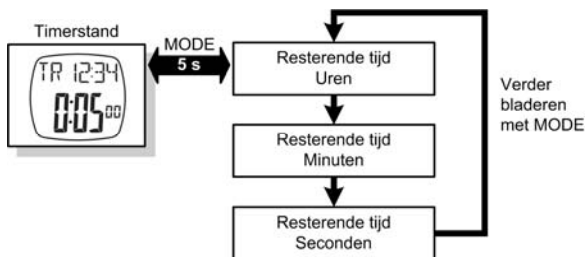 Timerstand
TR 12:34
0:05 00
MODE
5 s
Resterende tijd
Uren
Resterende tijd
Minuten
Resterende tijd
Seconden
Verder
bladeren
met MODE